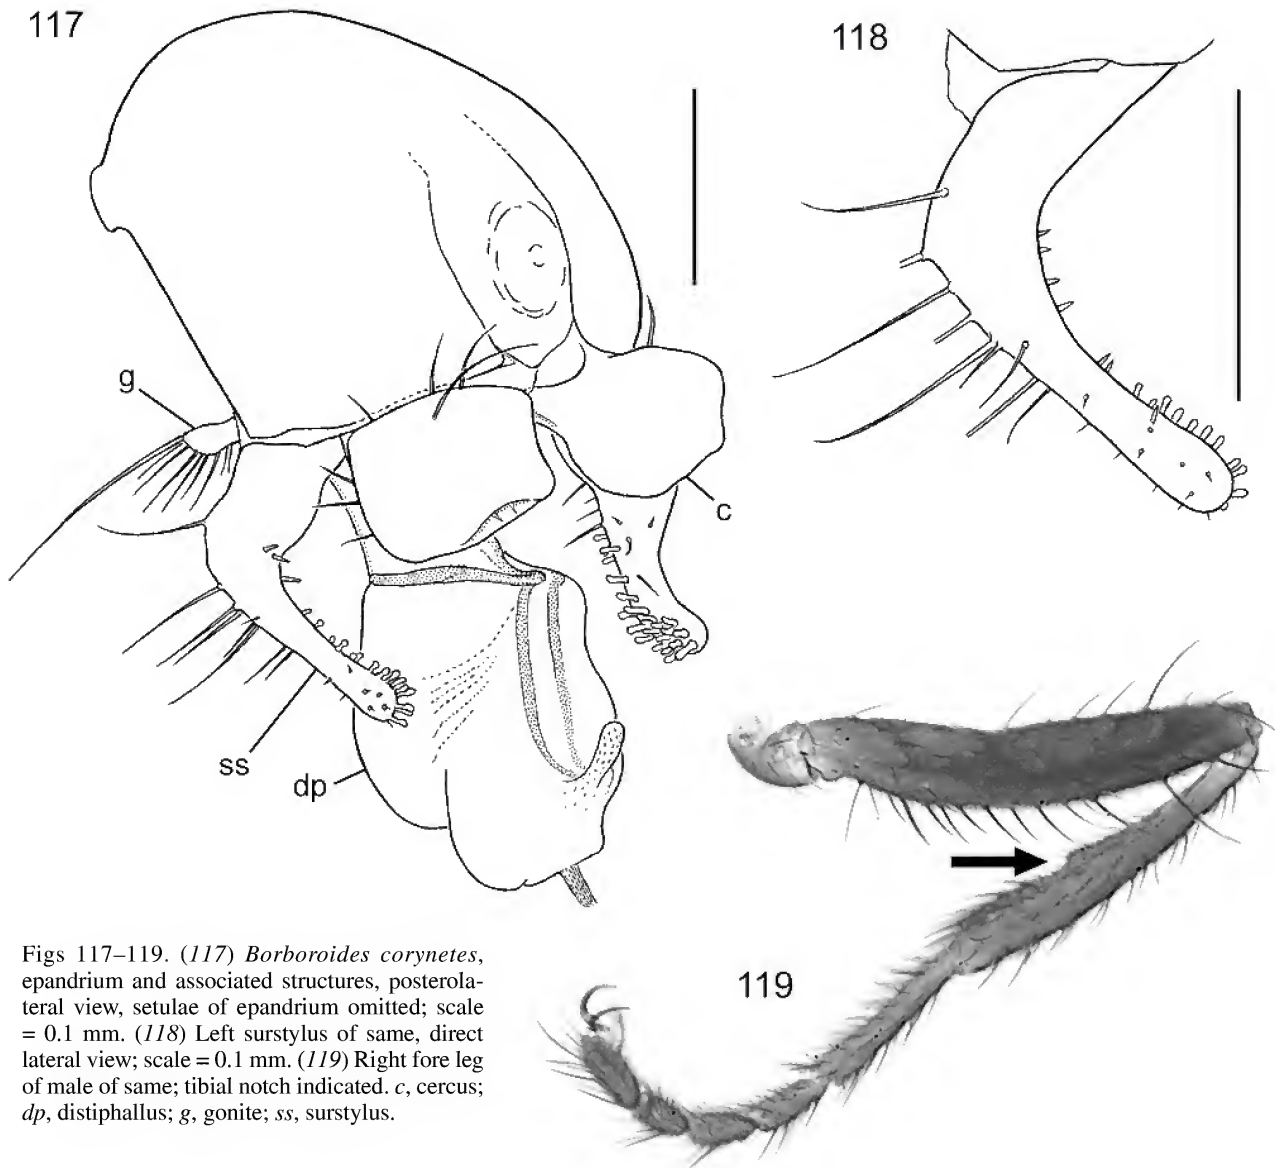 117
118
g
c
ss
dp
119
Figs 117–119. (117) Borboroides corynetes,
epandrium and associated structures, posterola-
teral view, setulae of epandrium omitted; scale
= 0.1 mm. (118) Left surstylus of same, direct
lateral view; scale = 0.1 mm. (119) Right fore leg
of male of same; tibial notch indicated. c, cercus;
dp, distiphallus; g, gonite; ss, surstylus.